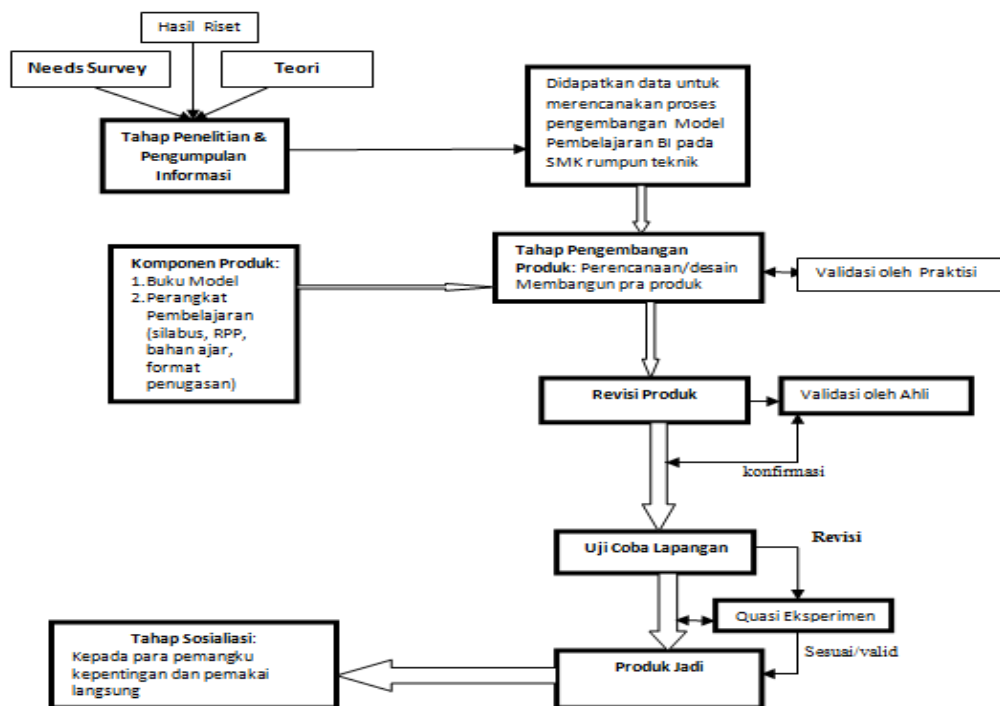 Hasil Riset
Needs Survey
Teori
Tahap Penelitian &
Pengumpulan
Informasi
Didapatkan data untuk
merencanakan proses
pengembangan Model
Pembelajaran BI pada
SMK rumpun teknik
Komponen Produk:
1. Buku Model
2. Perangkat
Pembelajaran
(silabus, RPP,
bahan ajar,
format
penugasan)
Tahap Pengembangan
Produk: Perencanaan/desain
Membangun pra produk
Validasi oleh Praktisi
Revisi Produk
Validasi oleh Ahli
konfirmasi
Uji Coba Lapangan
Revisi
Quasi Eksperimen
Sesuai/valid
Produk Jadi
Tahap Sosialiasi:
Kepada para pemangku
kepentingan dan pemakai
langsung